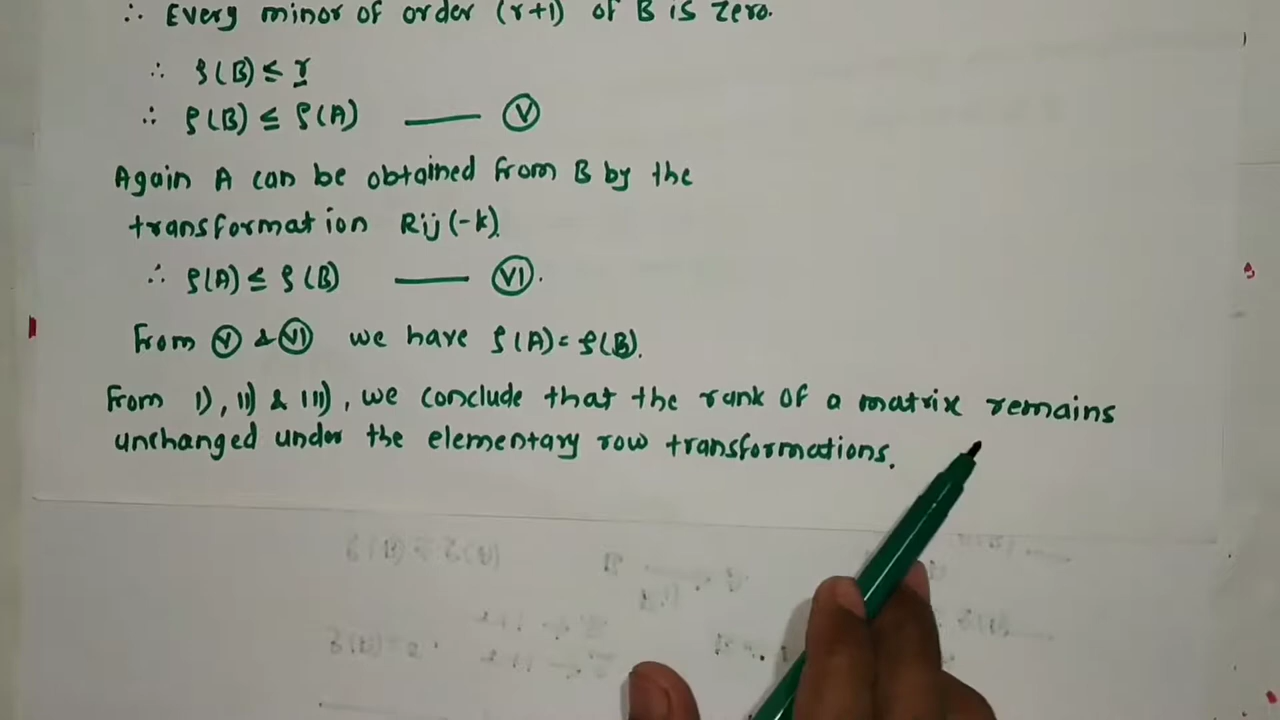 ∴ Every minor of order (r+1) of B is zero.
∴ ρ(B) ≤ r
∴ ρ(B) ≤ ρ(A) —— Ⓥ
Again A can be obtained from B by the
transformation Rij(-k).
∴ ρ(A) ≤ ρ(B) —— (VI).
From Ⓥ & (VI) we have ρ(A) = ρ(B).
From I), II) & III), we conclude that the rank of a matrix remains
unchanged under the elementary row transformations.